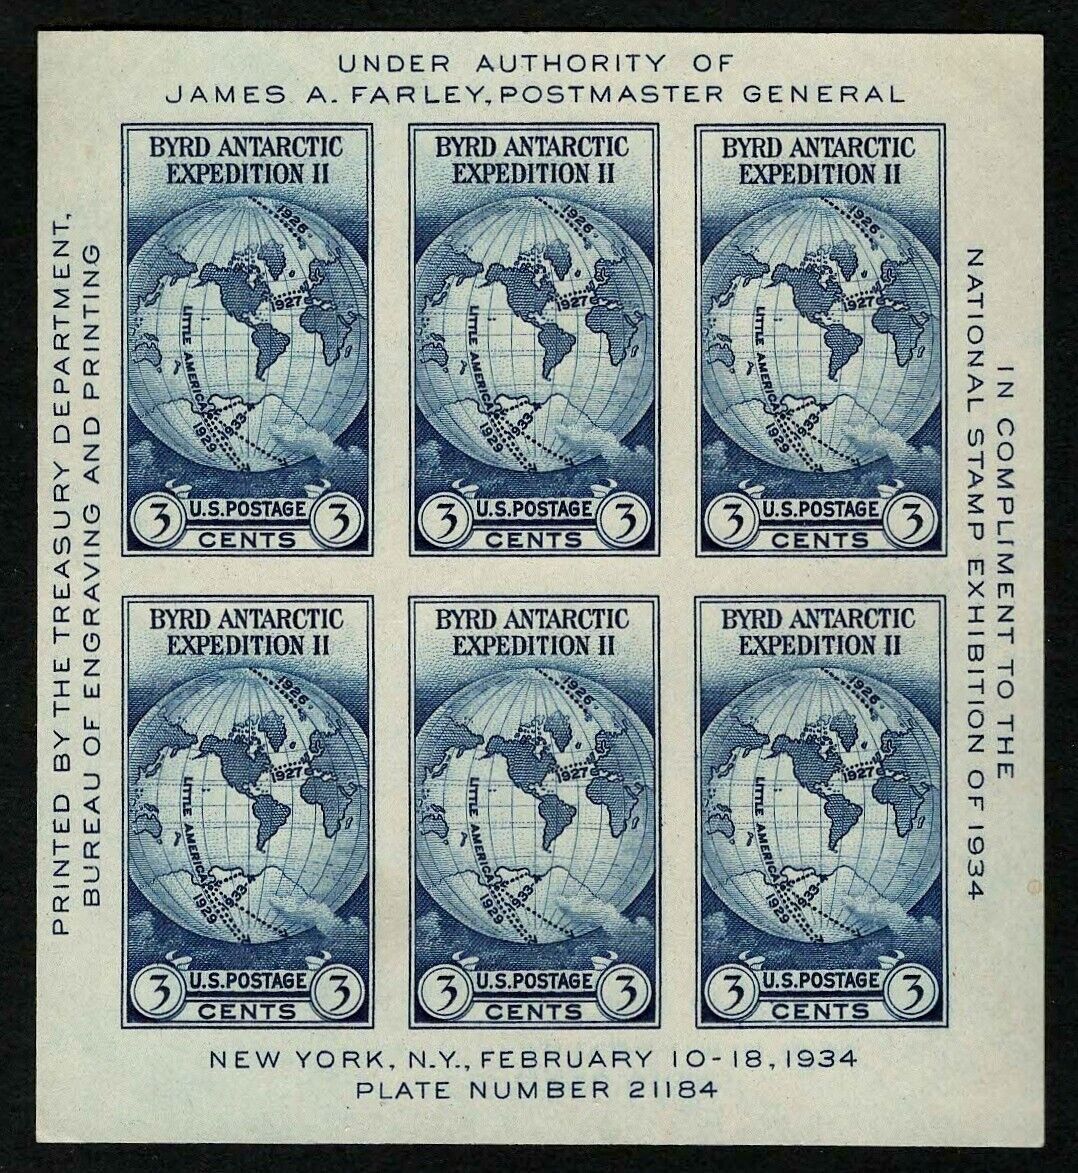 UNDER AUTHORITY OF
JAMES A. FARLEY, POSTMASTER GENERAL
PRINTED BY THE TREASURY DEPARTMENT,
BUREAU OF ENGRAVING AND PRINTING
BYRD ANTARCTIC
EXPEDITION II
1926
1927
LITTLE AMERICA
1929
1933
U.S. POSTAGE
3 CENTS 3
BYRD ANTARCTIC
EXPEDITION II
1926
1927
LITTLE AMERICA
1929
1933
U.S. POSTAGE
3 CENTS 3
BYRD ANTARCTIC
EXPEDITION II
1926
1927
LITTLE AMERICA
1929
1933
U.S. POSTAGE
3 CENTS 3
BYRD ANTARCTIC
EXPEDITION II
1926
1927
LITTLE AMERICA
1929
1933
U.S. POSTAGE
3 CENTS 3
BYRD ANTARCTIC
EXPEDITION II
1926
1927
LITTLE AMERICA
1929
1933
U.S. POSTAGE
3 CENTS 3
BYRD ANTARCTIC
EXPEDITION II
1926
1927
LITTLE AMERICA
1929
1933
U.S. POSTAGE
3 CENTS 3
IN COMPLIMENT TO THE
NATIONAL STAMP EXHIBITION OF 1934
NEW YORK, N.Y., FEBRUARY 10-18, 1934
PLATE NUMBER 21184